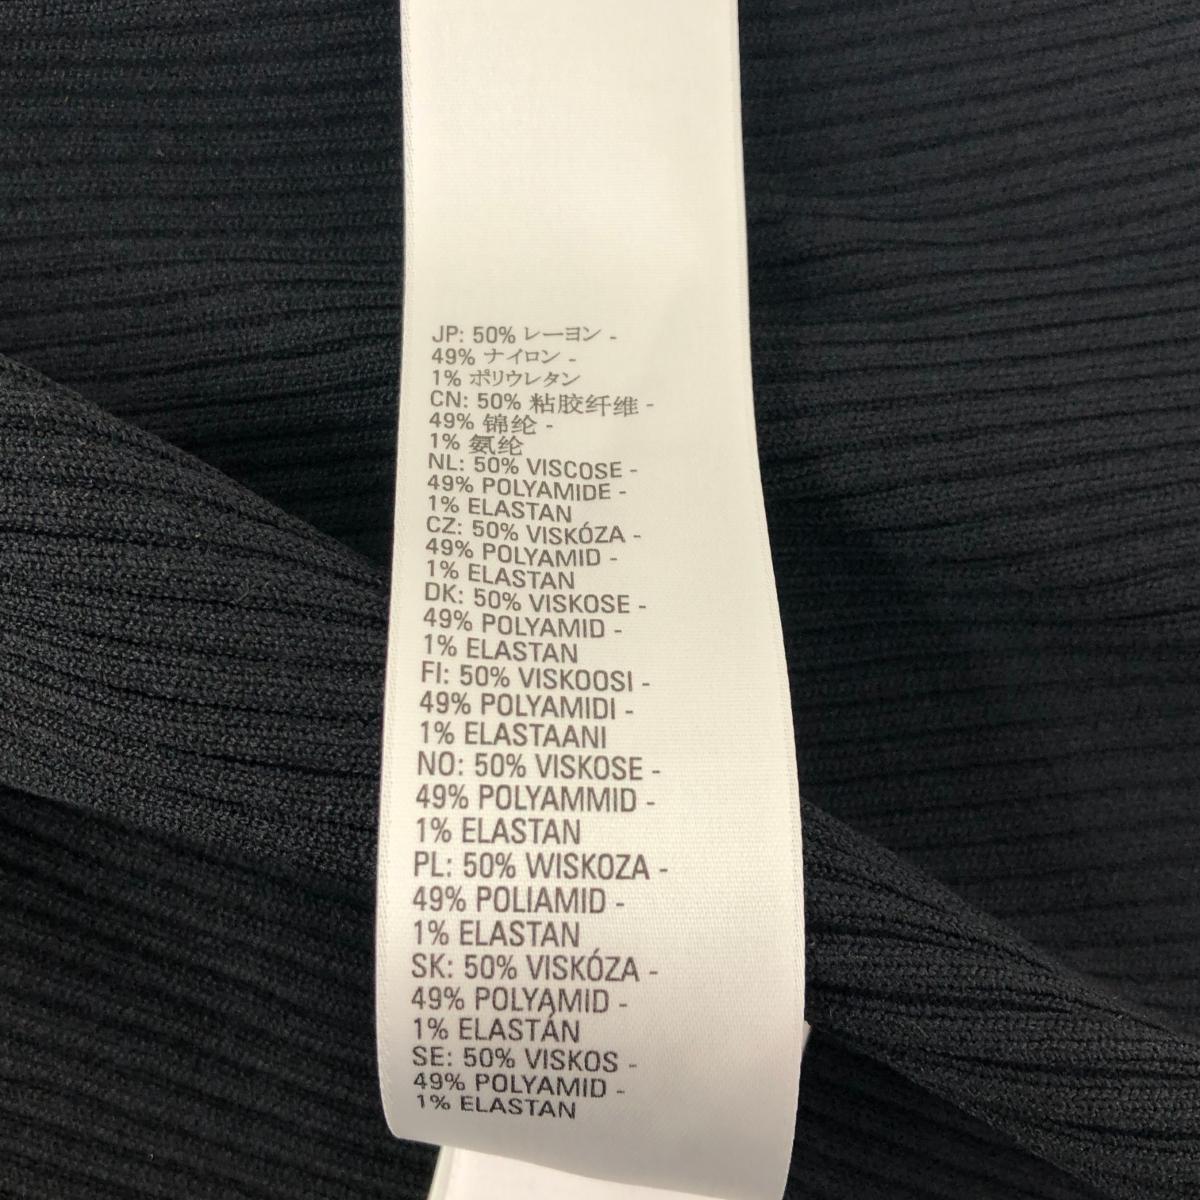 JP: 50% レーヨン -
49% ナイロン -
1% ポリウレタン
CN: 50% 粘胶纤维 -
49% 锦纶 -
1% 氨纶
NL: 50% VISCOSE -
49% POLYAMIDE -
1% ELASTAN
CZ: 50% VISKÓZA -
49% POLYAMID -
1% ELASTAN
DK: 50% VISKOSE -
49% POLYAMID -
1% ELASTAN
FI: 50% VISKOOSI -
49% POLYAMIDI -
1% ELASTAANI
NO: 50% VISKOSE -
49% POLYAMMID -
1% ELASTAN
PL: 50% WISKOZA -
49% POLIAMID -
1% ELASTAN
SK: 50% VISKÓZA -
49% POLYAMID -
1% ELASTÁN
SE: 50% VISKOS -
49% POLYAMID -
1% ELASTAN